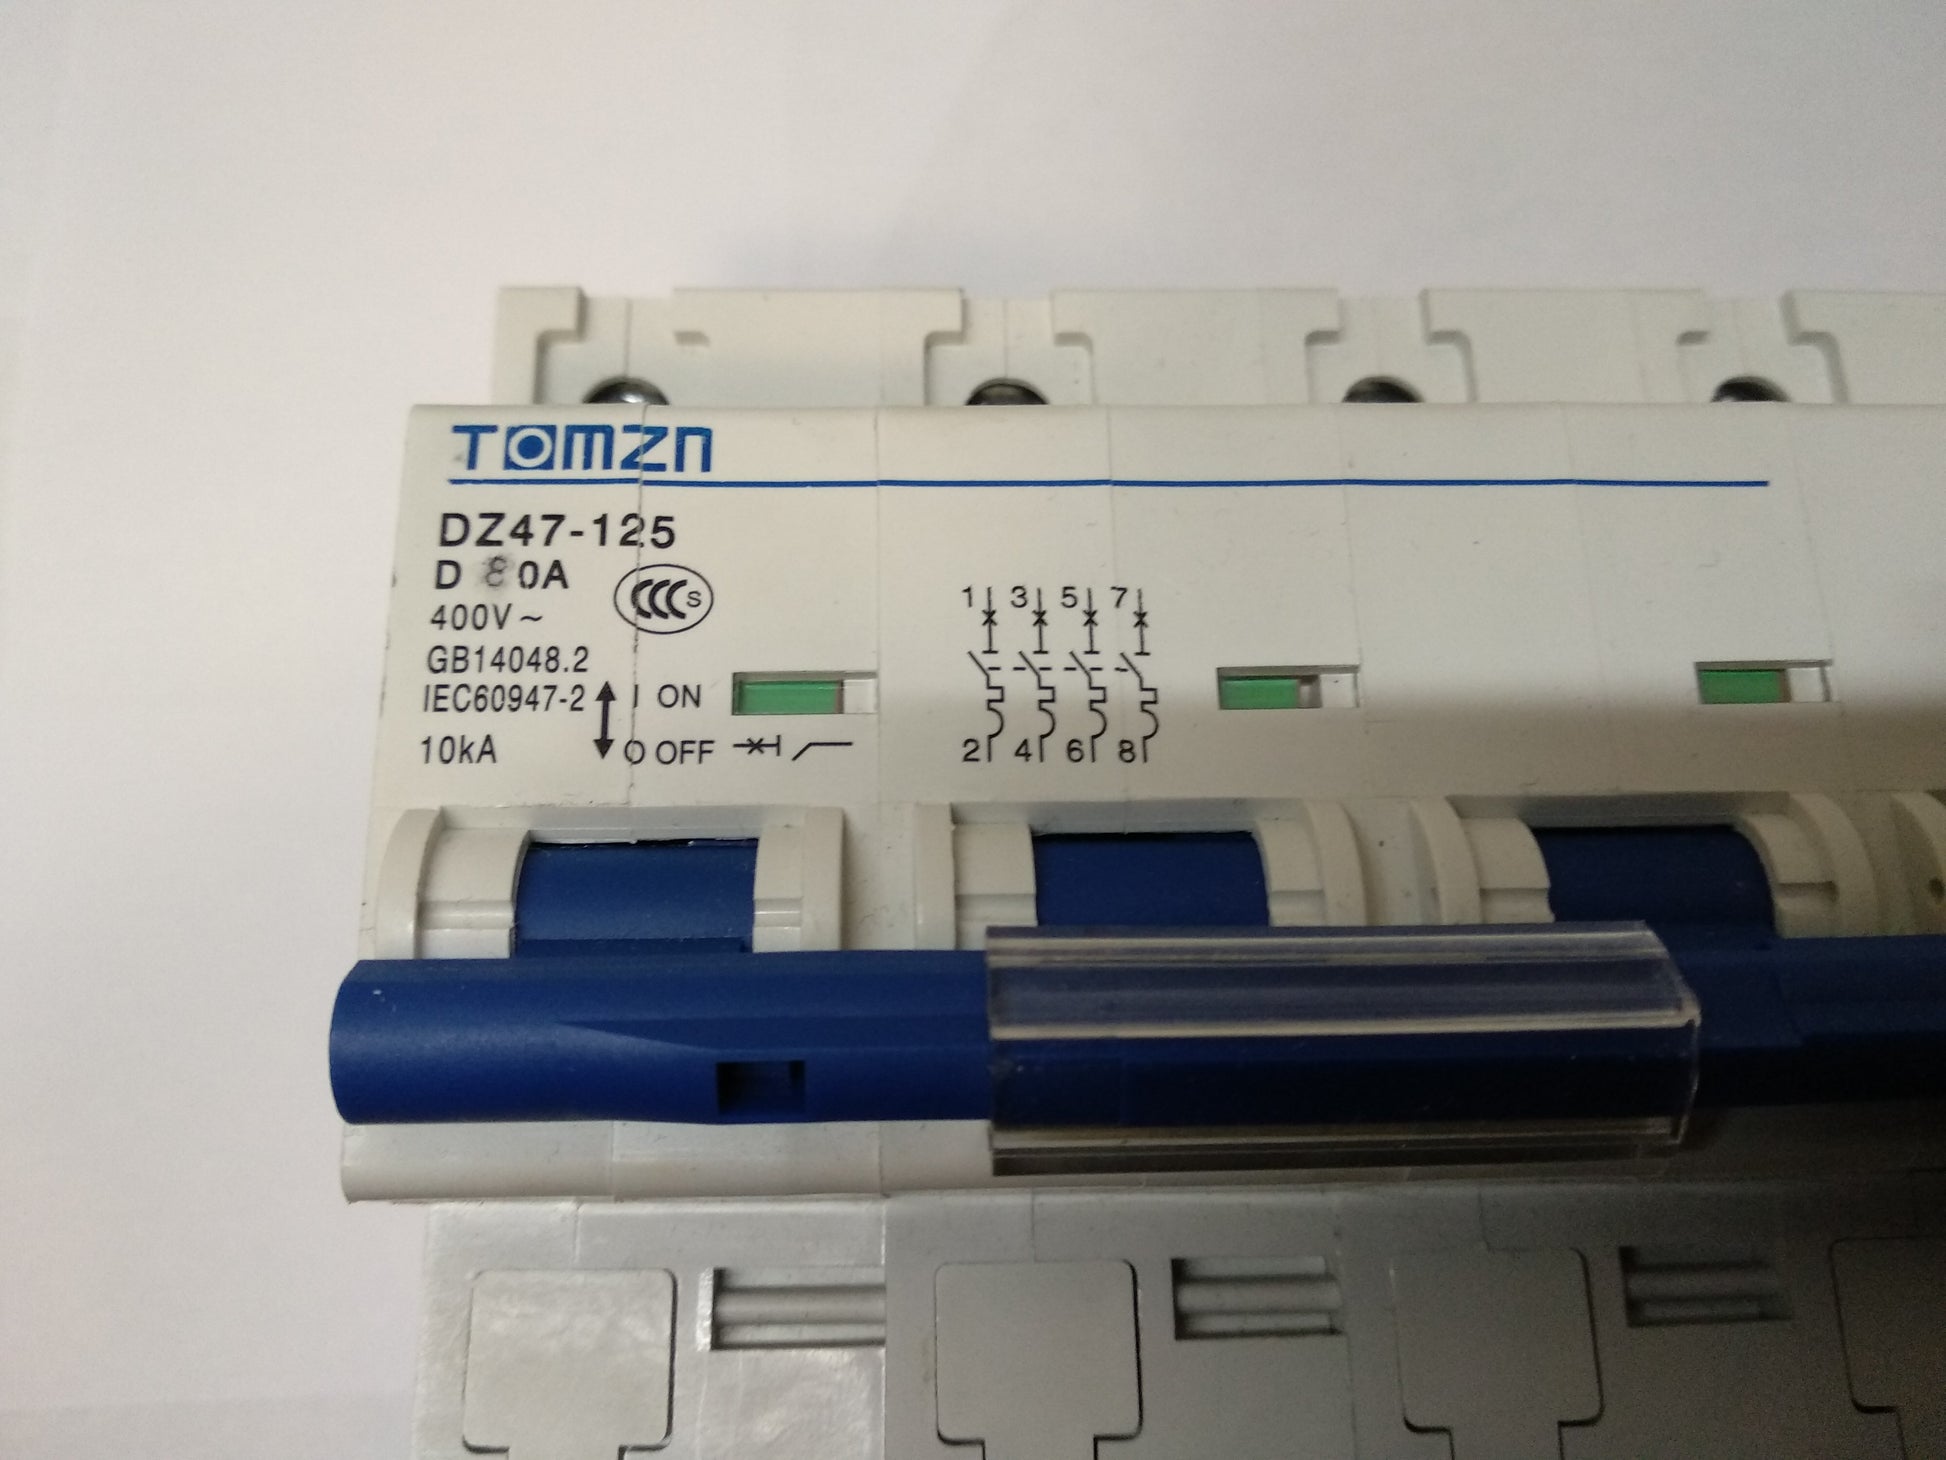 TOMZN
DZ47-125
D 80A
400V~
CCC S
GB14048.2
IEC60947-2
I ON
10kA
O OFF
1 3 5 7
2 4 6 8